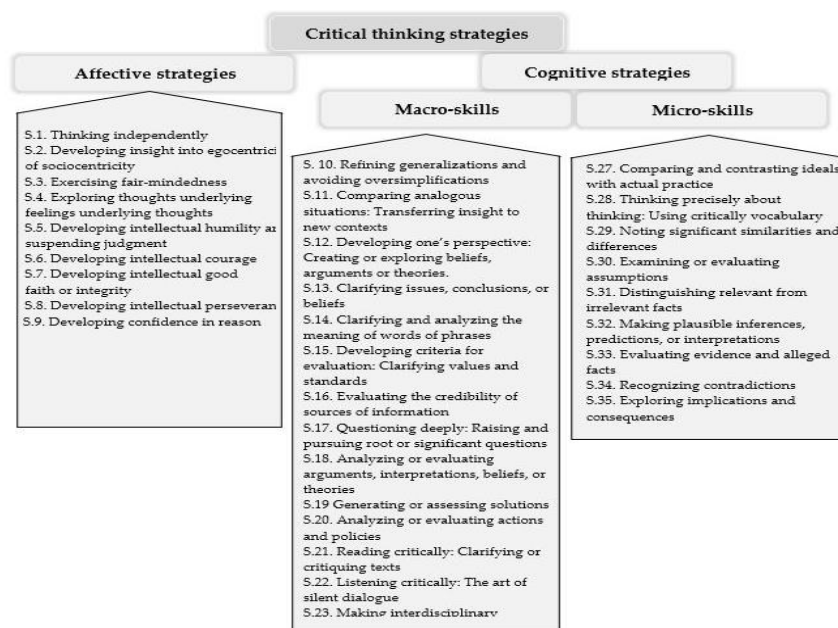 Critical thinking strategies
Affective strategies
Cognitive strategies
Macro-skills
Micro-skills
S.1. Thinking independently
S.2. Developing insight into egocentrici
of sociocentricity
S.3. Exercising fair-mindedness
S.4. Exploring thoughts underlying
feelings underlying thoughts
S.5. Developing intellectual humility an
suspending judgment
S.6. Developing intellectual courage
S.7. Developing intellectual good
faith or integrity
S.8. Developing intellectual perseveran
S.9. Developing confidence in reason
S. 10. Refining generalizations and
avoiding oversimplifications
S.11. Comparing analogous
situations: Transferring insight to
new contexts
S.12. Developing one's perspective:
Creating or exploring beliefs,
arguments or theories.
S.13. Clarifying issues, conclusions, or
beliefs
S.14. Clarifying and analyzing the
meaning of words of phrases
S.15. Developing criteria for
evaluation: Clarifying values and
standards
S.16. Evaluating the credibility of
sources of information
S.17. Questioning deeply: Raising and
pursuing root or significant questions
S.18. Analyzing or evaluating
arguments, interpretations, beliefs, or
theories
S.19 Generating or assessing solutions
S.20. Analyzing or evaluating actions
and policies
S.21. Reading critically: Clarifying or
critiquing texts
S.22. Listening critically: The art of
silent dialogue
S.23. Making interdisciplinary
S.27. Comparing and contrasting ideals
with actual practice
S.28. Thinking precisely about
thinking: Using critically vocabulary
S.29. Noting significant similarities and
differences
S.30. Examining or evaluating
assumptions
S.31. Distinguishing relevant from
irrelevant facts
S.32. Making plausible inferences,
predictions, or interpretations
S.33. Evaluating evidence and alleged
facts
S.34. Recognizing contradictions
S.35. Exploring implications and
consequences